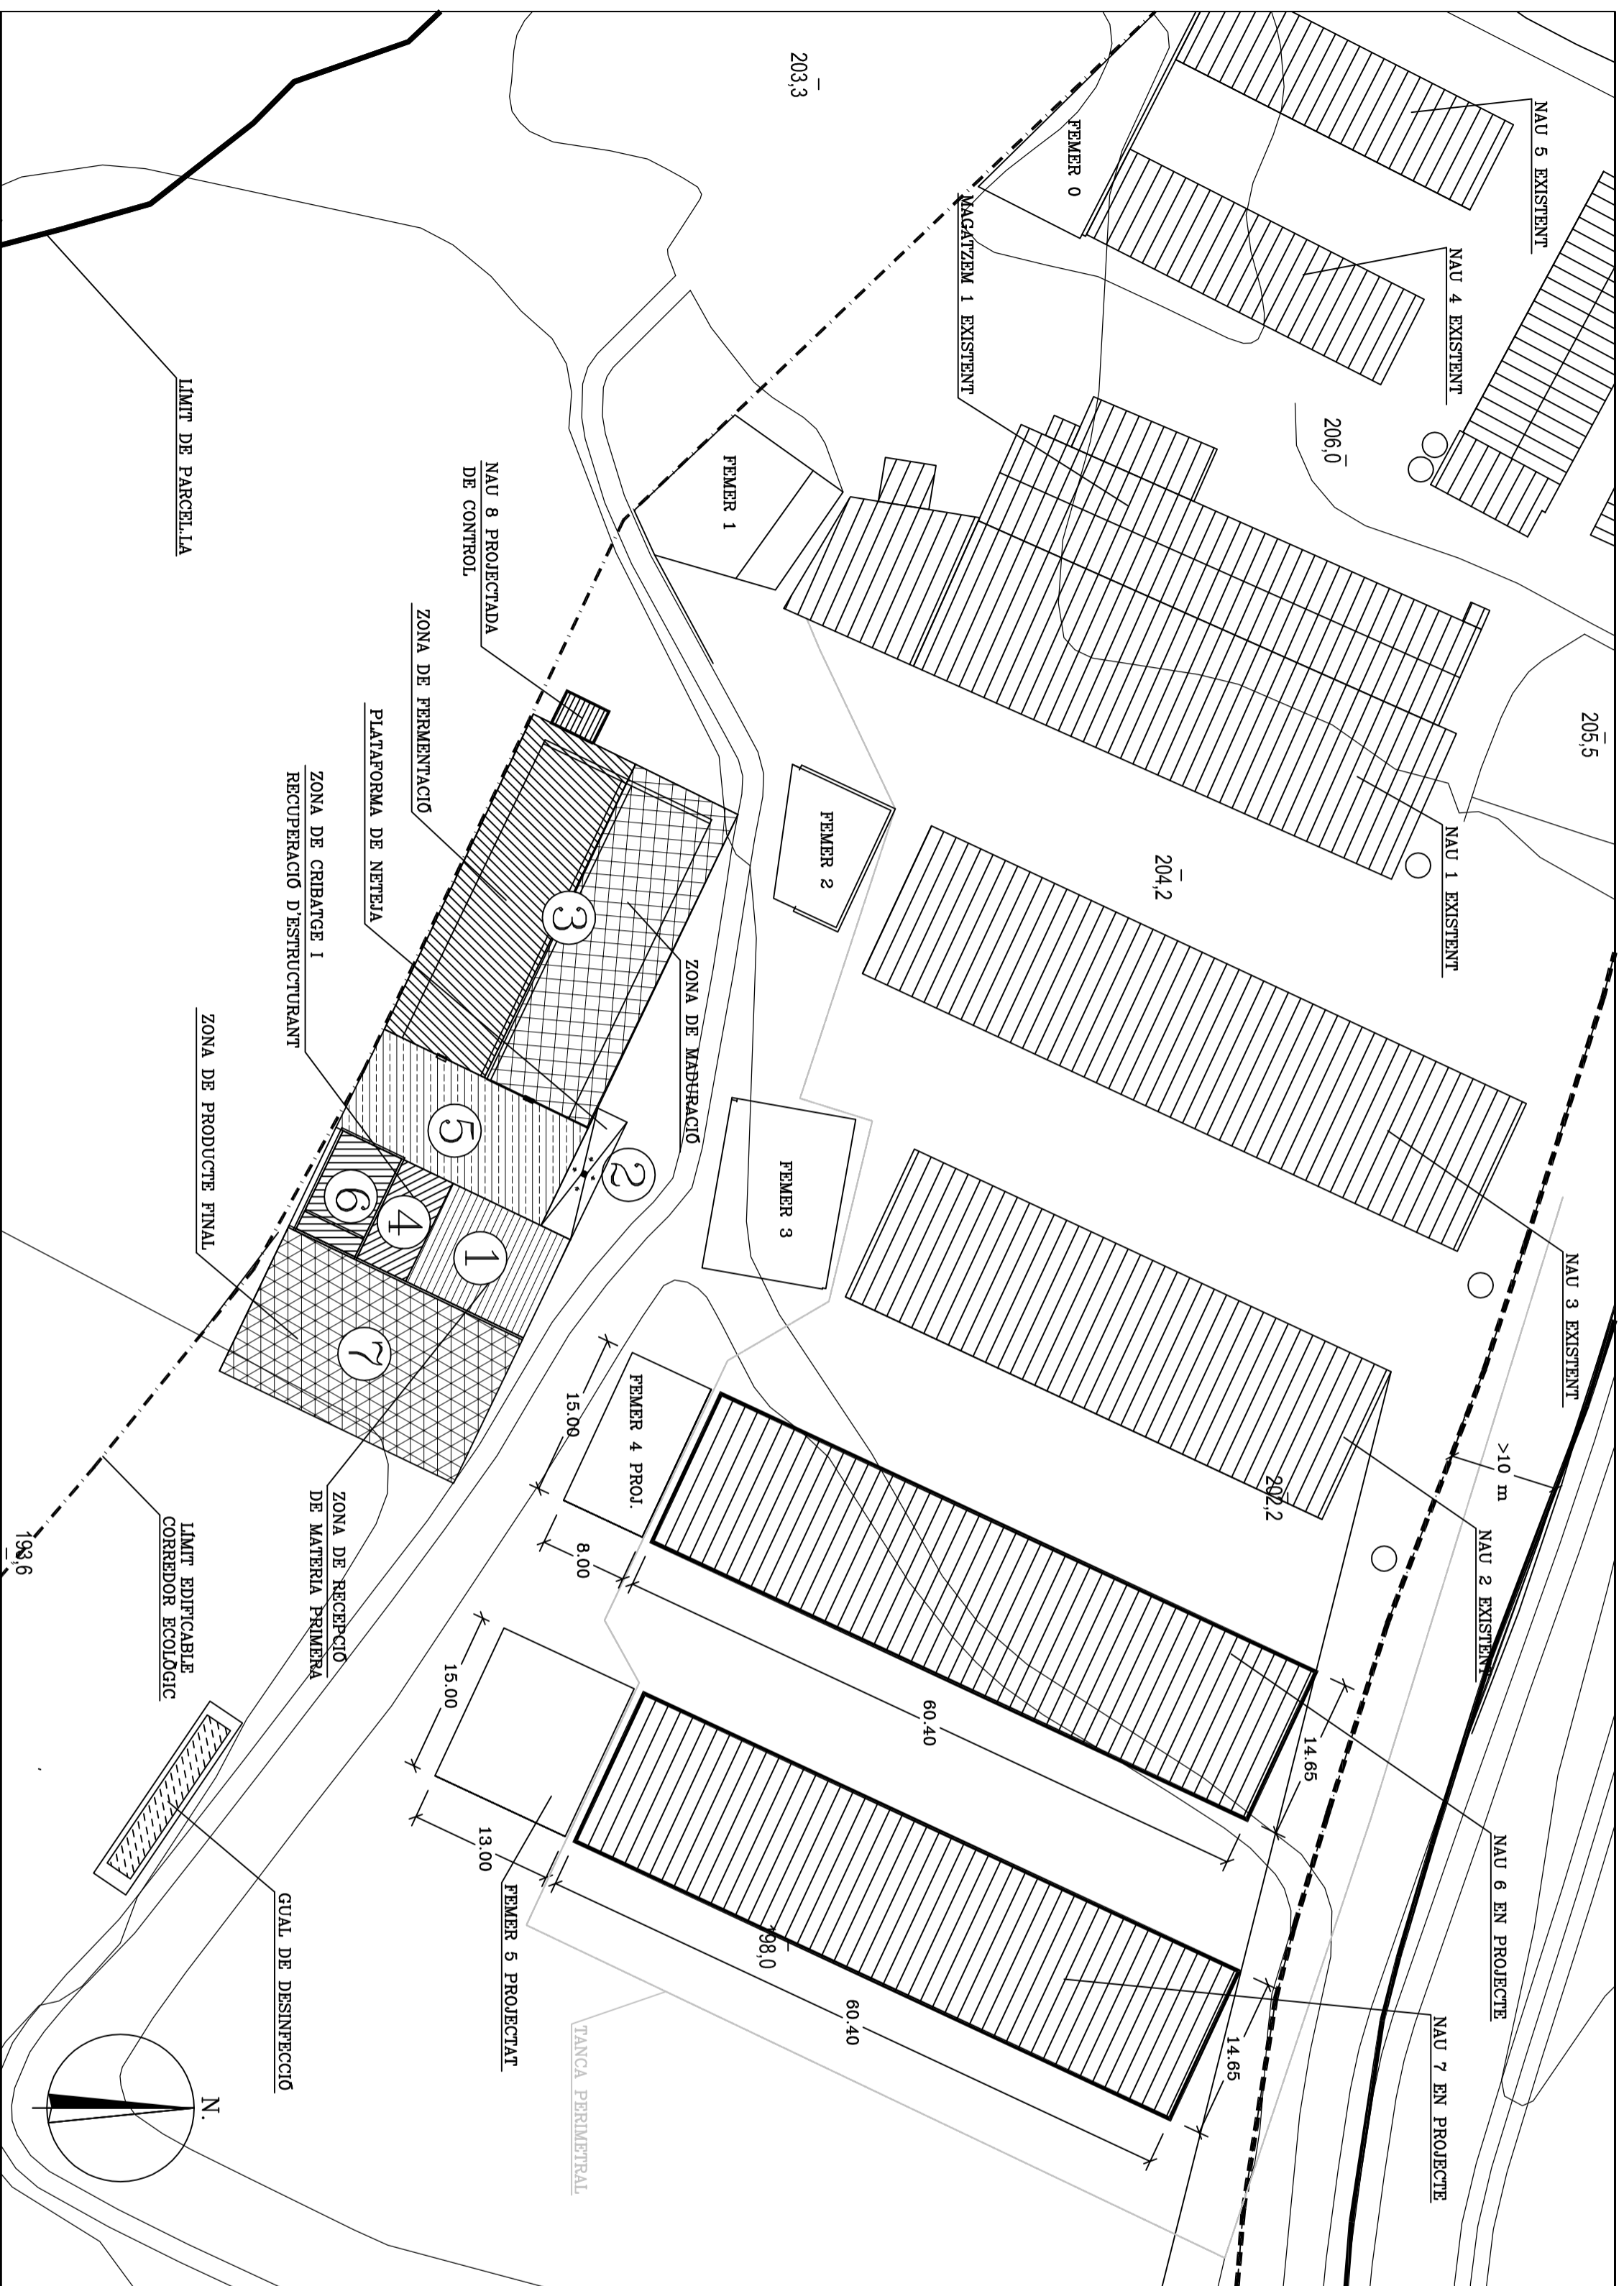 NAU 5 EXISTENT
NAU 4 EXISTENT
206,0
205,5
NAU 1 EXISTENT
NAU 3 EXISTENT
>10 m
NAU 2 EXISTENT
NAU 6 EN PROJECTE
NAU 7 EN PROJECTE
203,3
FEMER 0
MAGATZEM 1 EXISTENT
204,2
202,2
14.65
14.65
FEMER 1
FEMER 2
FEMER 3
FEMER 4 PROJ.
15.00
8.00
60.40
60.40
98,0
15.00
13.00
FEMER 5 PROJECTAT
TANCA PERIMETRAL
NAU 8 PROJECTADA
DE CONTROL
ZONA DE FERMENTACIÓ
PLATAFORMA DE NETEJA
ZONA DE CRIBATGE I
RECUPERACIÓ D'ESTRUCTURANT
ZONA DE PRODUCTE FINAL
ZONA DE MADURACIÓ
3
2
5
1
4
6
7
ZONA DE RECEPCIÓ
DE MATERIA PRIMERA
LÍMIT EDIFICABLE
CORREDOR ECOLÒGIC
GUAL DE DESINFECCIÓ
LÍMIT DE PARCEL.LA
193,6
N.